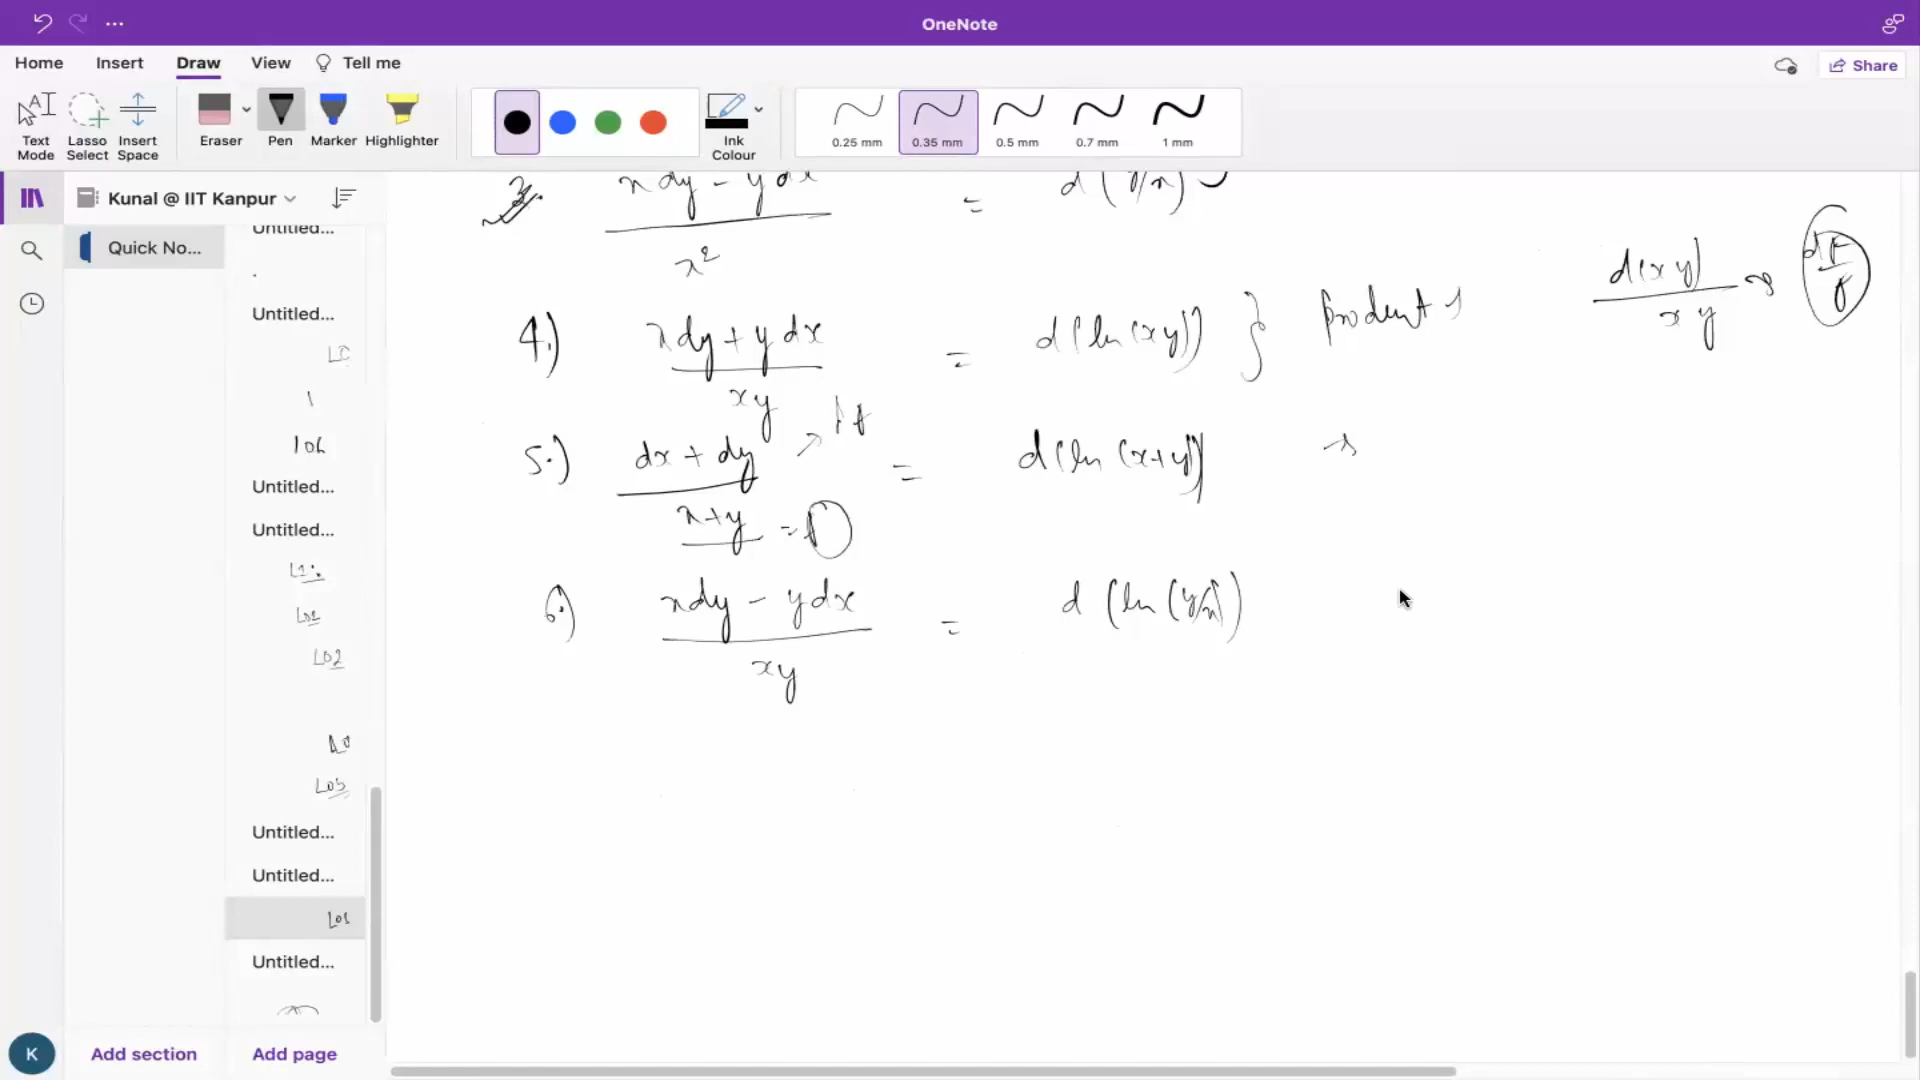 OneNote
Home Insert Draw View Tell me
Share
Text Mode
Lasso Select
Insert Space
Eraser
Pen
Marker
Highlighter
Ink Colour
0.25 mm
0.35 mm
0.5 mm
0.7 mm
1 mm
Kunal @ IIT Kanpur
Quick No...
Untitled...
.
Untitled...
Untitled...
Untitled...
L02
Untitled...
Untitled...
L01
Untitled...
K
Add section
Add page
3. x dy - y dx / x² = d(y/x)
4.) x dy + y dx / xy = d(ln(xy)) } product
d(xy) / xy
5.) dx + dy / x+y = d(ln(x+y))
x+y = t
6.) x dy - y dx / xy = d(ln(y/x))